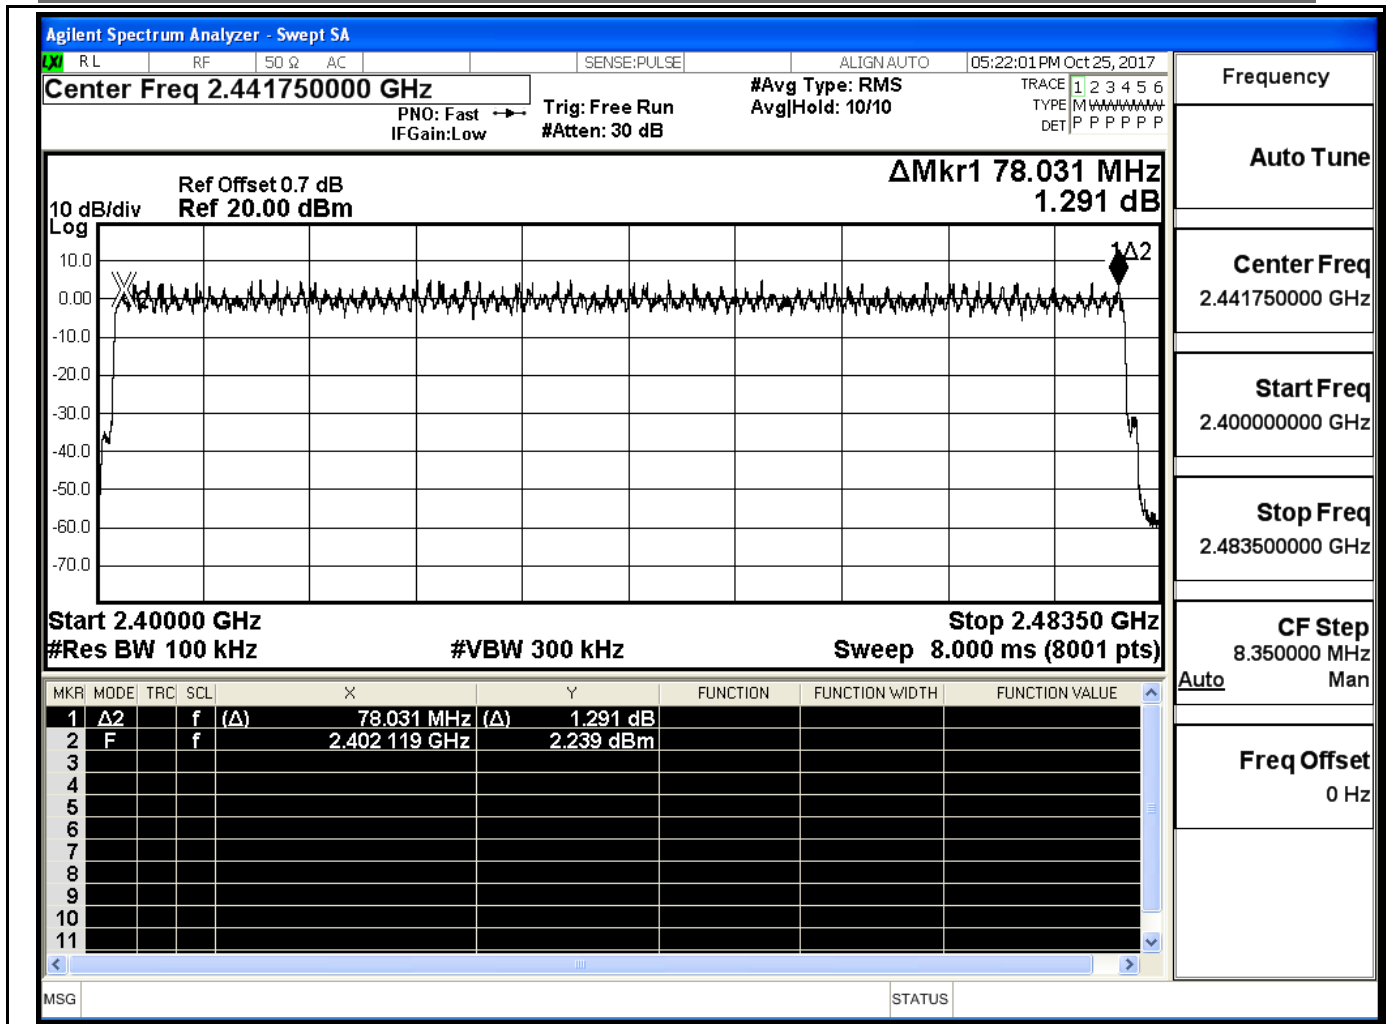 Agilent Spectrum Analyzer - Swept SA
LXI RL RF 50 Ω AC SENSE:PULSE ALIGN AUTO 05:22:01 PM Oct 25, 2017
Center Freq 2.441750000 GHz
PNO: Fast
IFGain:Low
Trig: Free Run
#Atten: 30 dB
#Avg Type: RMS
Avg|Hold: 10/10
TRACE 1 2 3 4 5 6
TYPE M WWWWW
DET P P P P P P
ΔMkr1 78.031 MHz
1.291 dB
Ref Offset 0.7 dB
10 dB/div Ref 20.00 dBm
Log
1Δ2
10.0
0.00
-10.0
-20.0
-30.0
-40.0
-50.0
-60.0
-70.0
Start 2.40000 GHz Stop 2.48350 GHz
#Res BW 100 kHz #VBW 300 kHz Sweep 8.000 ms (8001 pts)
MKR MODE TRC SCL X Y FUNCTION FUNCTION WIDTH FUNCTION VALUE
1 Δ2 f (Δ) 78.031 MHz (Δ) 1.291 dB
2 F f 2.402 119 GHz 2.239 dBm
3
4
5
6
7
8
9
10
11
MSG STATUS
Frequency
Auto Tune
Center Freq
2.441750000 GHz
Start Freq
2.400000000 GHz
Stop Freq
2.483500000 GHz
CF Step
8.350000 MHz
Auto Man
Freq Offset
0 Hz